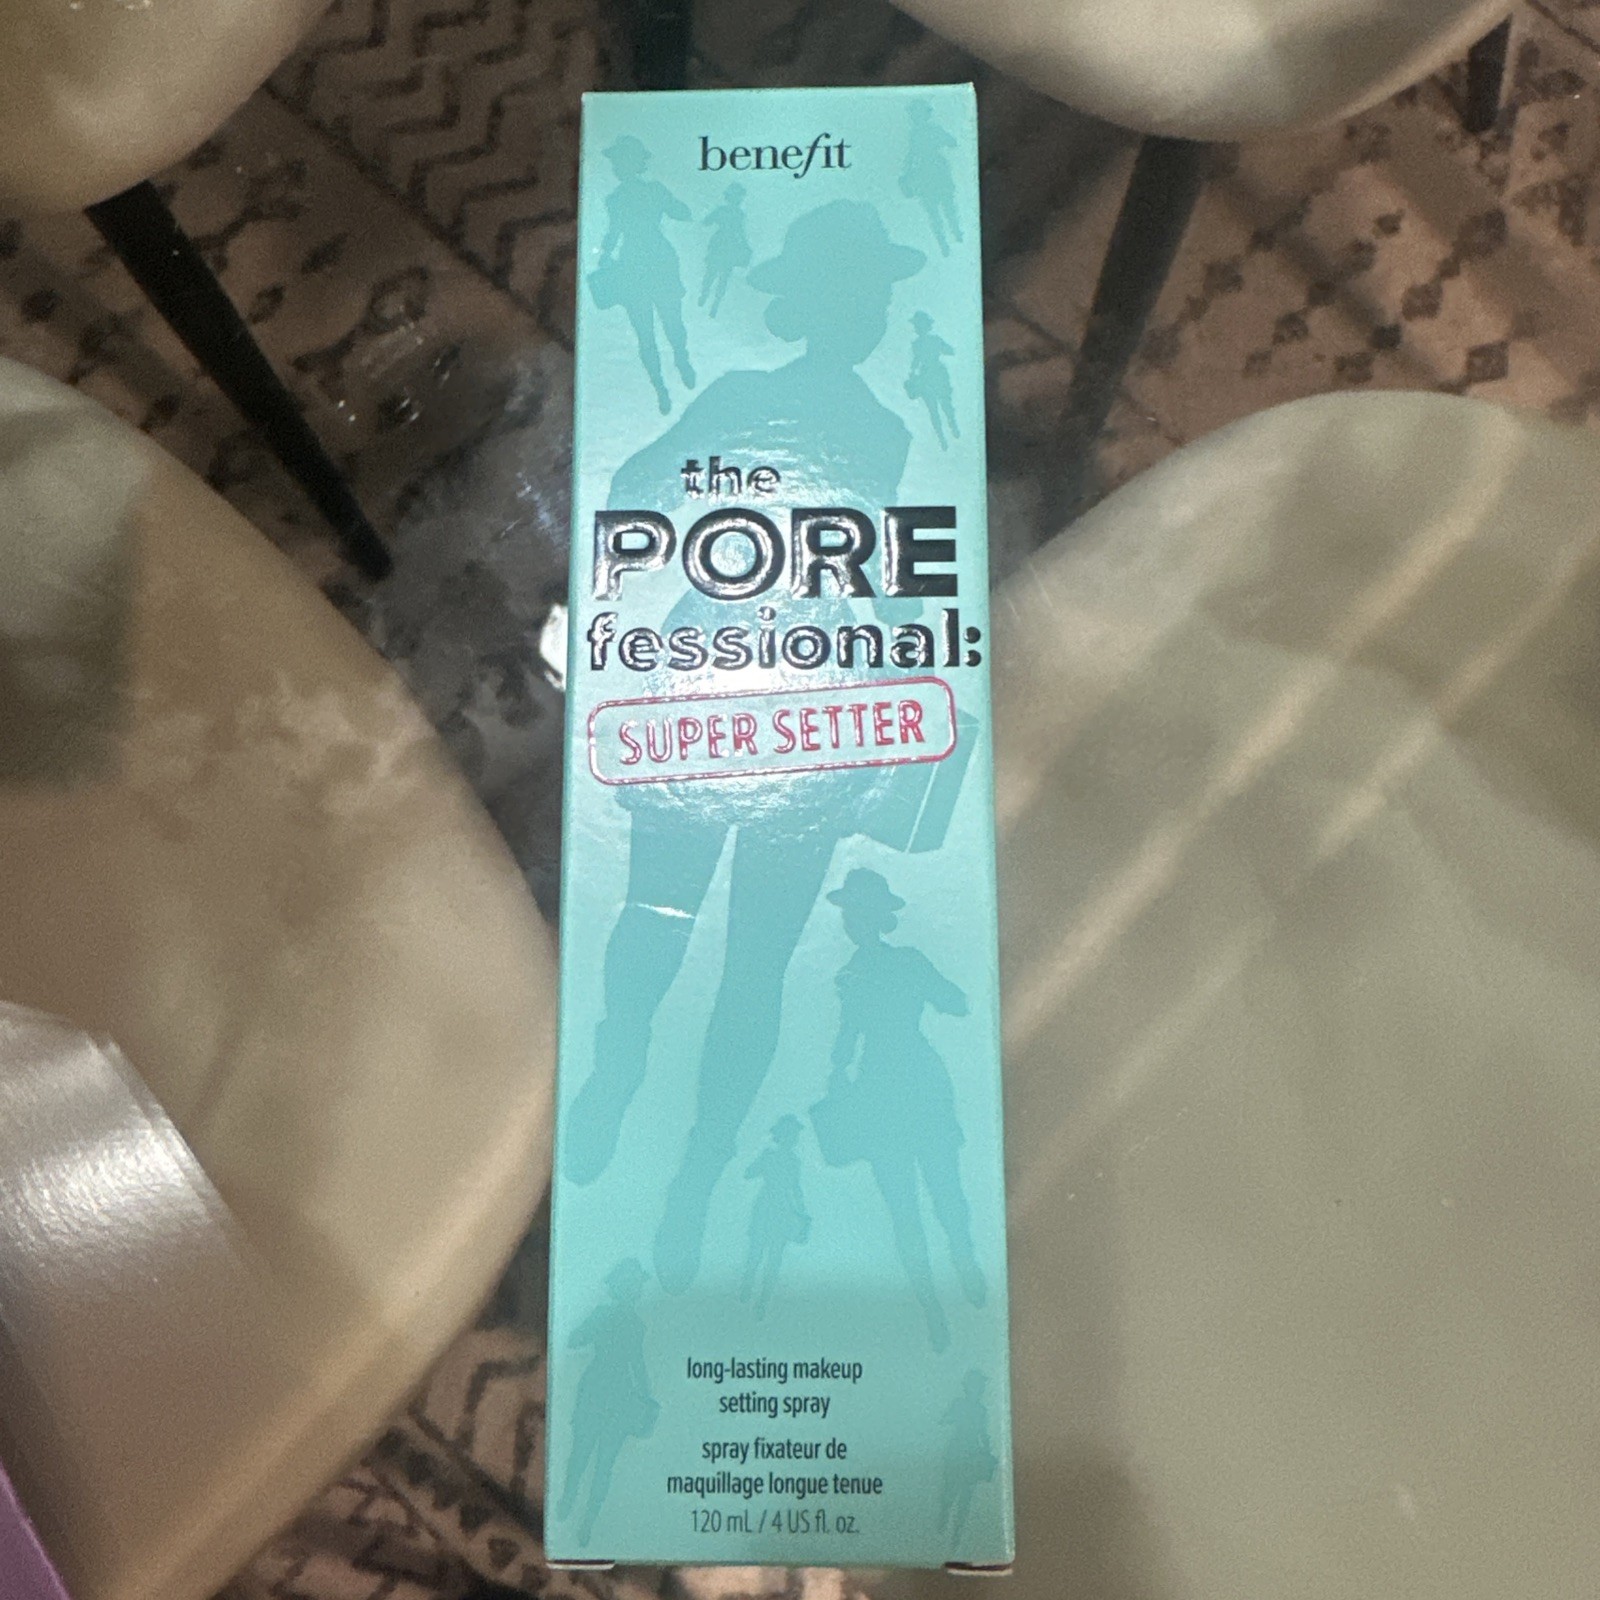 benefit
the
PORE
fessional:
SUPER SETTER
long-lasting makeup
setting spray
spray fixateur de
maquillage longue tenue
120 mL / 4 US fl. oz.